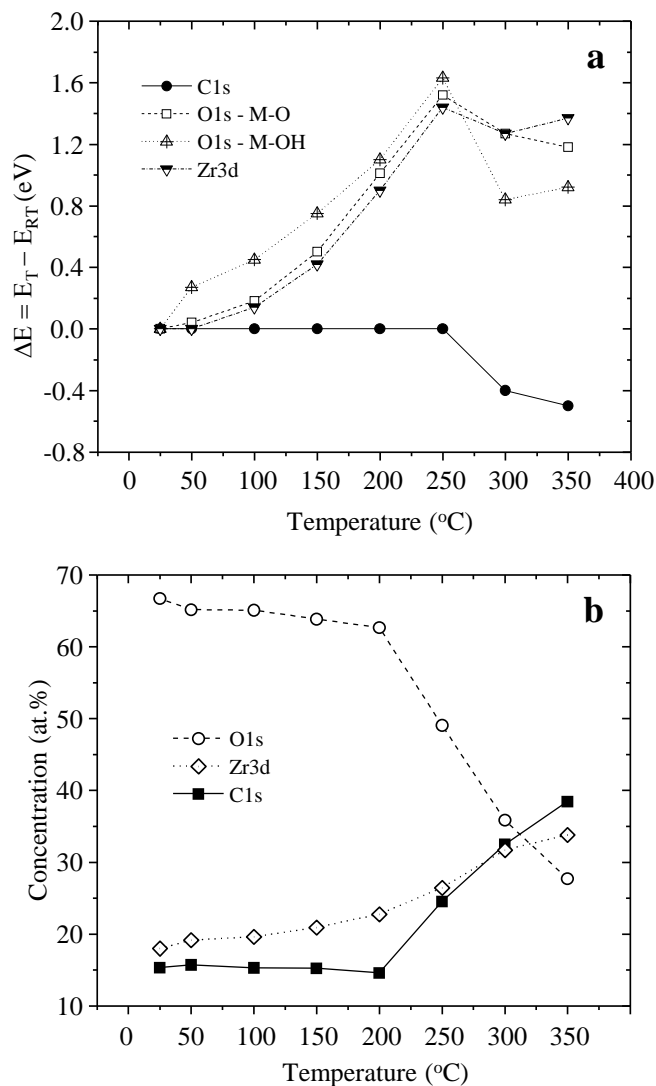 2.0
1.6
1.2
0.8
0.4
0.0
-0.4
-0.8
ΔE = E_T − E_RT (eV)
a
C1s
O1s - M-O
O1s - M-OH
Zr3d
0 50 100 150 200 250 300 350 400
Temperature (°C)
70
60
50
40
30
20
10
Concentration (at.%)
b
O1s
Zr3d
C1s
0 50 100 150 200 250 300 350 400
Temperature (°C)